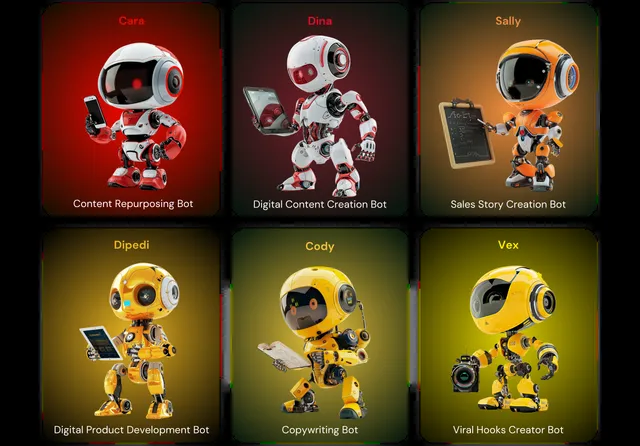 Cara
Dina
Sally
Content Repurposing Bot
Digital Content Creation Bot
Sales Story Creation Bot
Dipedi
Cody
Vex
Digital Product Development Bot
Copywriting Bot
Viral Hooks Creator Bot